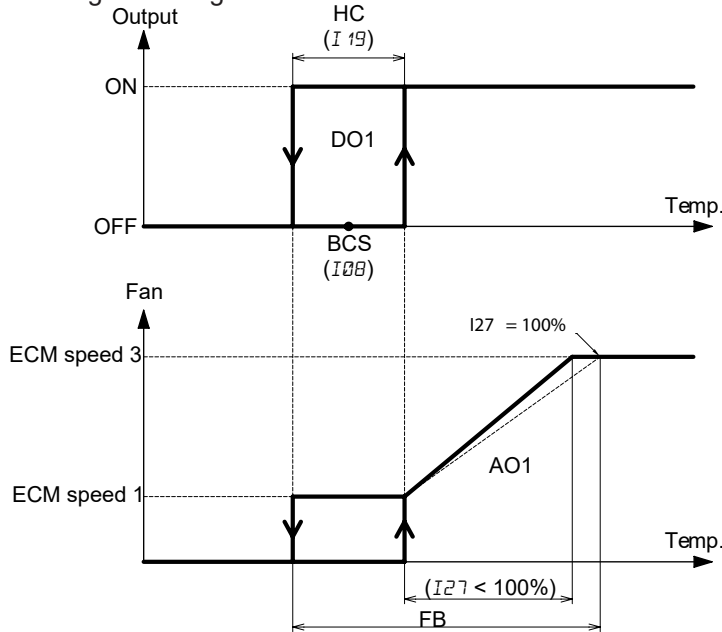 Output
HC
(I19)
ON
DO1
Temp.
OFF
BCS
(I08)
Fan
I27 = 100%
ECM speed 3
AO1
ECM speed 1
Temp.
(I27 < 100%)
FB